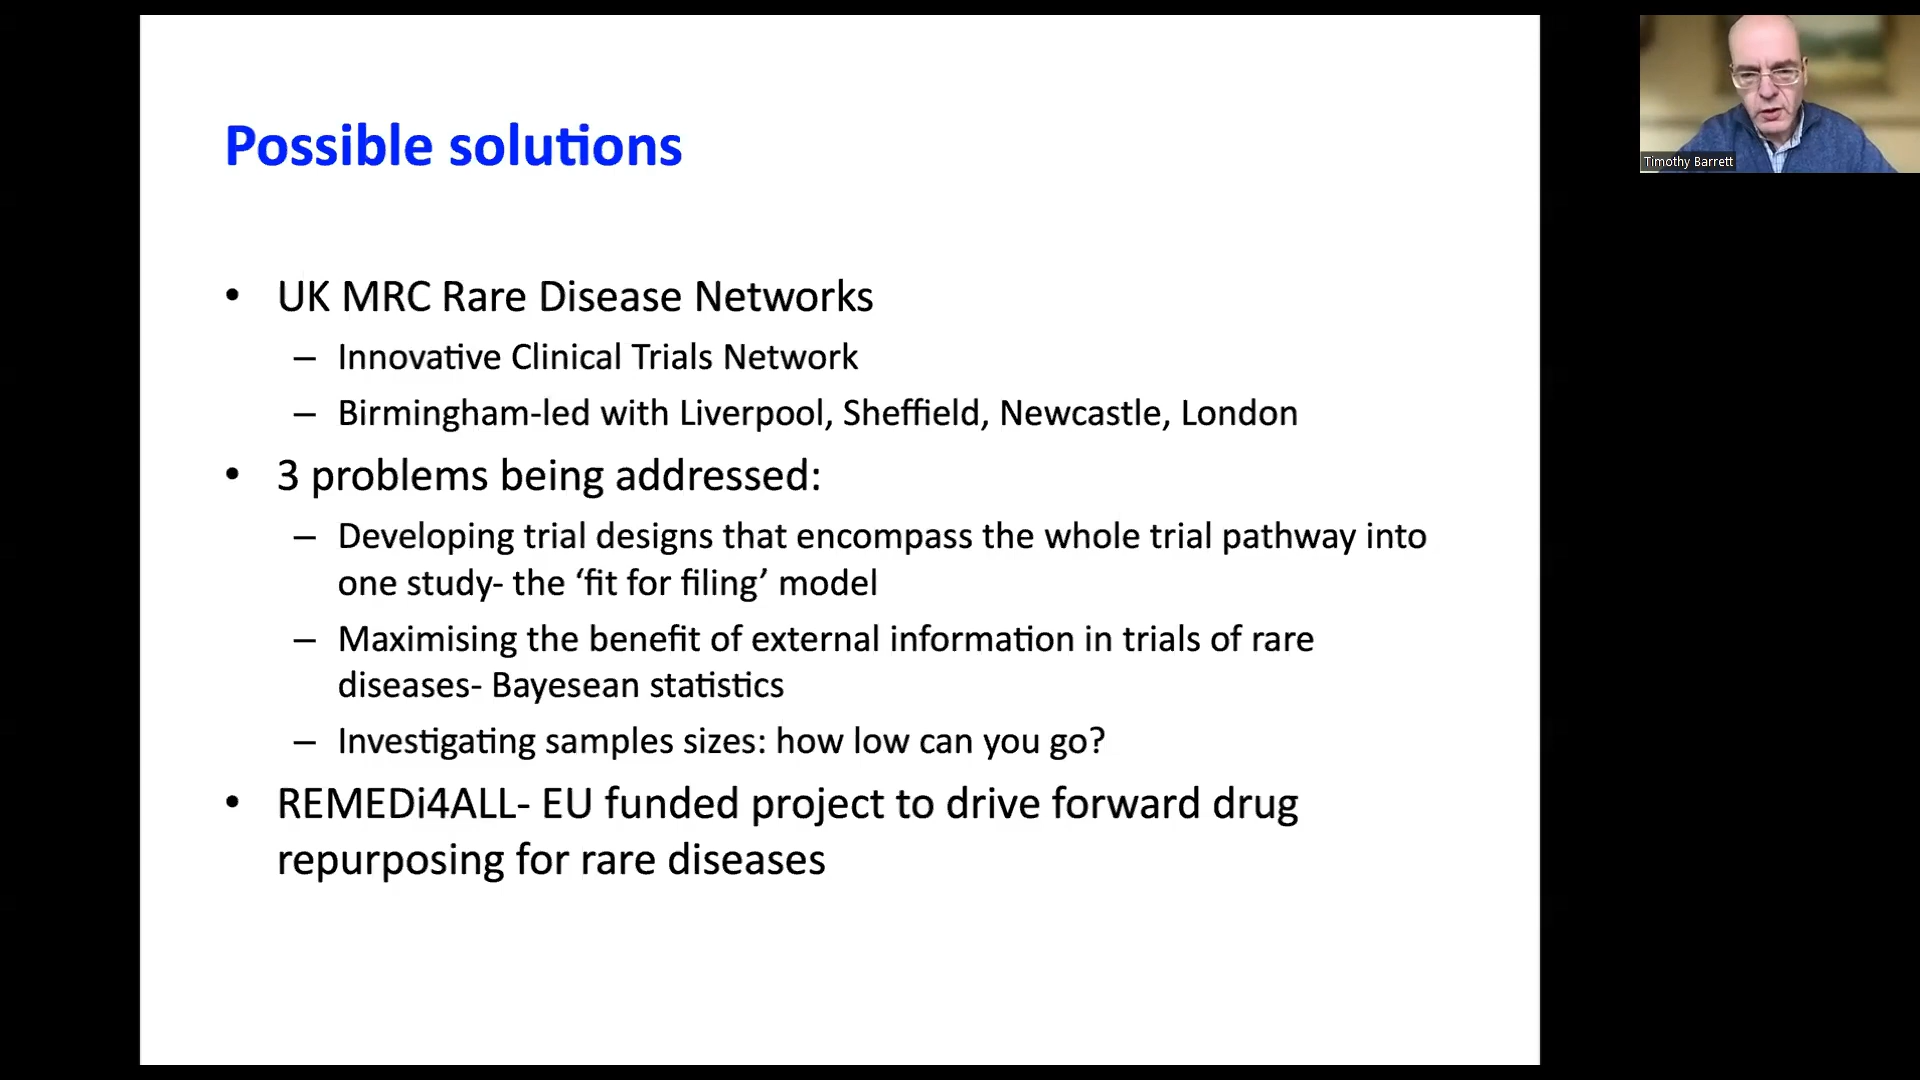 Possible solutions
• UK MRC Rare Disease Networks
– Innovative Clinical Trials Network
– Birmingham-led with Liverpool, Sheffield, Newcastle, London
• 3 problems being addressed:
– Developing trial designs that encompass the whole trial pathway into
one study- the ‘fit for filing’ model
– Maximising the benefit of external information in trials of rare
diseases- Bayesean statistics
– Investigating samples sizes: how low can you go?
• REMEDi4ALL- EU funded project to drive forward drug
repurposing for rare diseases
Timothy Barrett